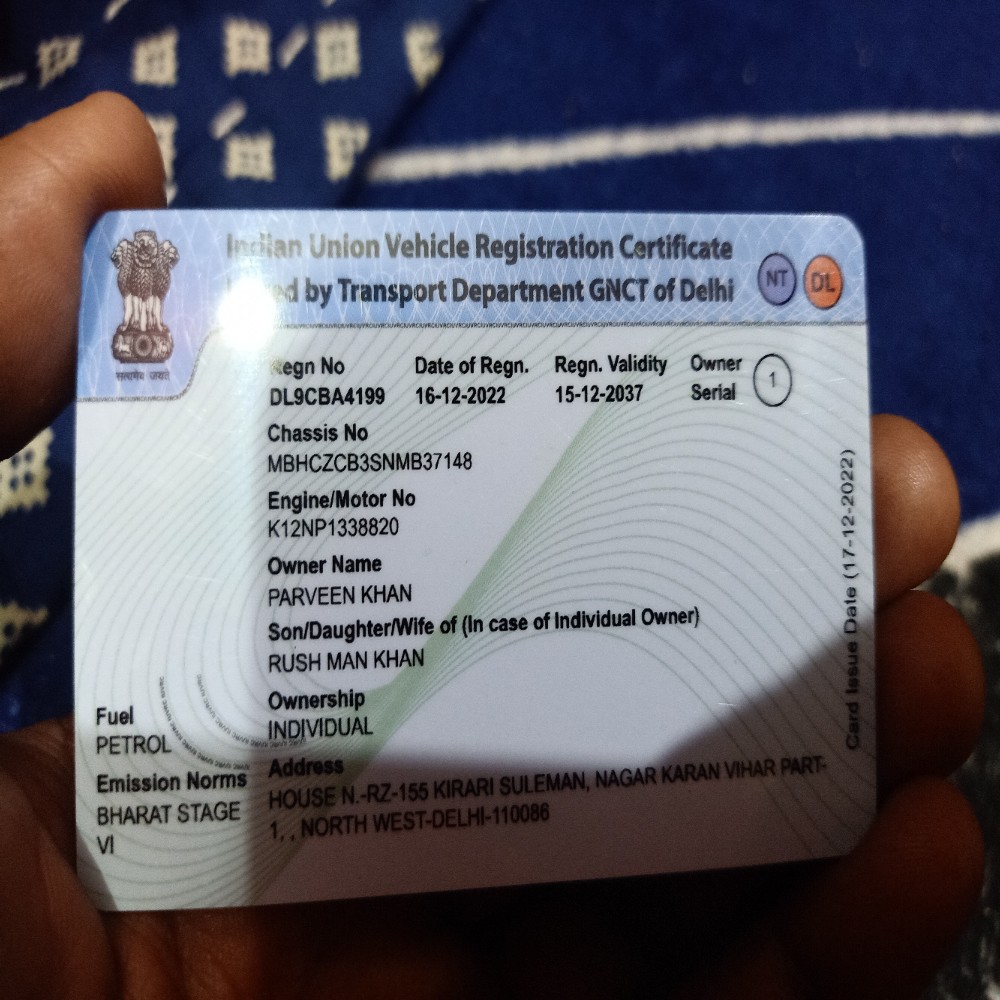 Indian Union Vehicle Registration Certificate
Issued by Transport Department GNCT of Delhi
NT
DL
सत्यमेव जयते
Regn No
Date of Regn.
Regn. Validity
Owner Serial
1
DL9CBA4199
16-12-2022
15-12-2037
Chassis No
MBHCZCB3SNMB37148
Engine/Motor No
K12NP1338820
Owner Name
PARVEEN KHAN
Son/Daughter/Wife of (In case of Individual Owner)
RUSH MAN KHAN
Ownership
INDIVIDUAL
Address
HOUSE N.-RZ-155 KIRARI SULEMAN, NAGAR KARAN VIHAR PART-
1, , NORTH WEST-DELHI-110086
Fuel
PETROL
Emission Norms
BHARAT STAGE
VI
Card Issue Date (17-12-2022)